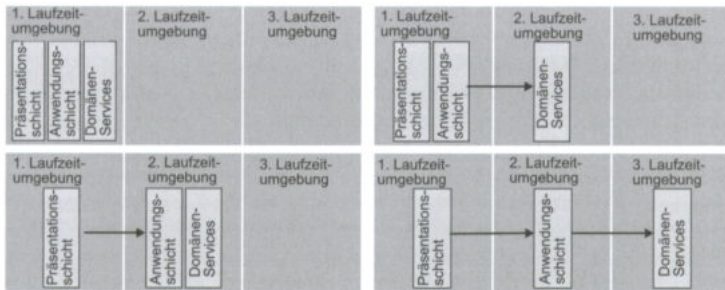 1. Laufzeit-
umgebung
2. Laufzeit-
umgebung
3. Laufzeit-
umgebung
Präsentations-
schicht
Anwendungs-
schicht
Domänen-
Services
1. Laufzeit-
umgebung
2. Laufzeit-
umgebung
3. Laufzeit-
umgebung
Präsentations-
schicht
Anwendungs-
schicht
Domänen-
Services
1. Laufzeit-
umgebung
2. Laufzeit-
umgebung
3. Laufzeit-
umgebung
Präsentations-
schicht
Anwendungs-
schicht
Domänen-
Services
1. Laufzeit-
umgebung
2. Laufzeit-
umgebung
3. Laufzeit-
umgebung
Präsentations-
schicht
Anwendungs-
schicht
Domänen-
Services